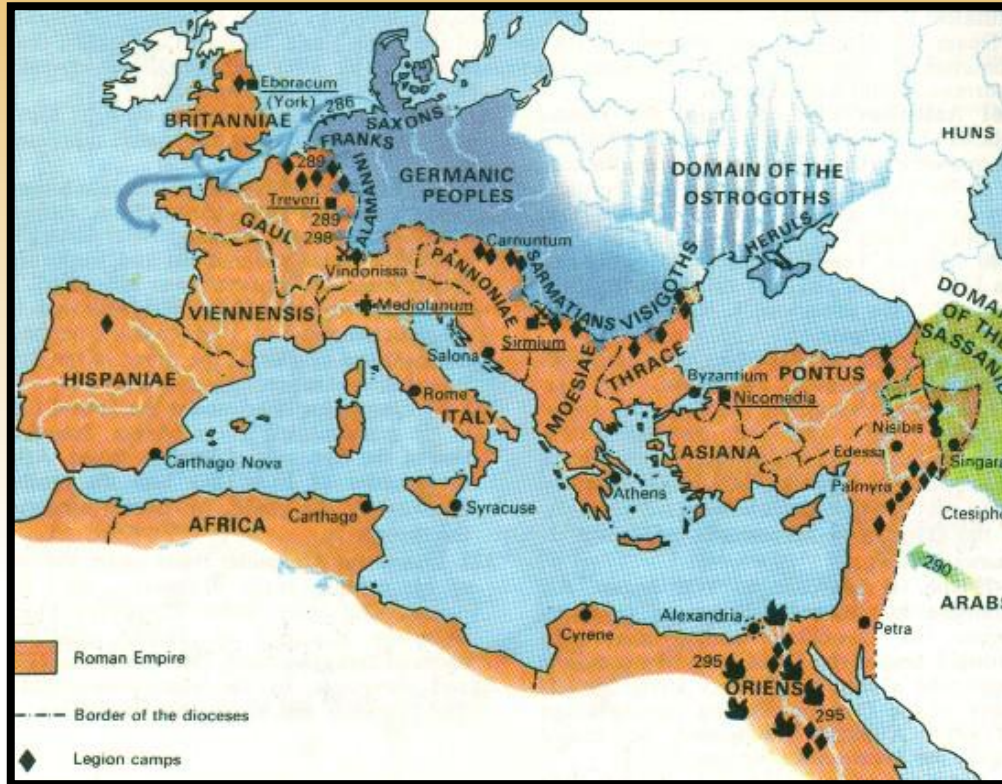 Eboracum
(York)
BRITANNIAE
286
SAXONS
FRANKS
289
ALAMANNI
GERMANIC
PEOPLES
HUNS
DOMAIN OF THE
OSTROGOTHS
HERULS
Treveri
289
298
GAUL
ALAMANNI
Vindonissa
Carnuntum
PANNONIAE
SARMATIANS
VISIGOTHS
DOMAIN
OF THE
SASSANI
VIENNENSIS
Mediolanum
Sirmium
Salona
HISPANIAE
Rome
ITALY
MOESIAE
THRACE
Byzantium
PONTUS
Nicomedia
Nisibis
Edessa
Singara
ASIANA
Carthago Nova
Athens
Palmyra
Ctesipho
AFRICA
Carthage
Syracuse
290
ARABS
Alexandria
Cyrene
Petra
295
ORIENS
295
Roman Empire
Border of the dioceses
Legion camps